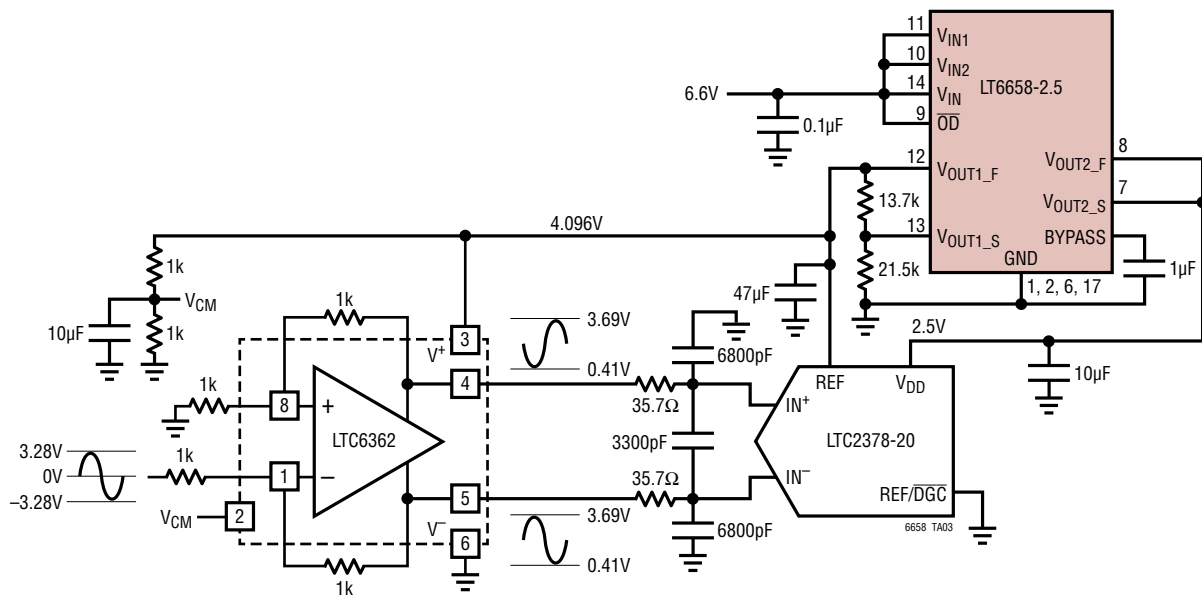 11
V_IN1
10
V_IN2
6.6V
14
V_IN
LT6658-2.5
9
OD
0.1µF
12
V_OUT1_F
V_OUT2_F
8
13.7k
V_OUT2_S
7
4.096V
13
V_OUT1_S
BYPASS
21.5k
GND
1µF
1, 2, 6, 17
1k
47µF
V_CM
10µF
1k
1k
3.69V
0.41V
2.5V
V+
3
4
6800pF
10µF
REF
V_DD
1k
8
+
35.7Ω
IN+
LTC6362
3300pF
LTC2378-20
3.28V
0V
–3.28V
1k
1
–
35.7Ω
IN–
REF/DGC
V_CM
2
5
V–
6
3.69V
0.41V
6800pF
6658 TA03
1k